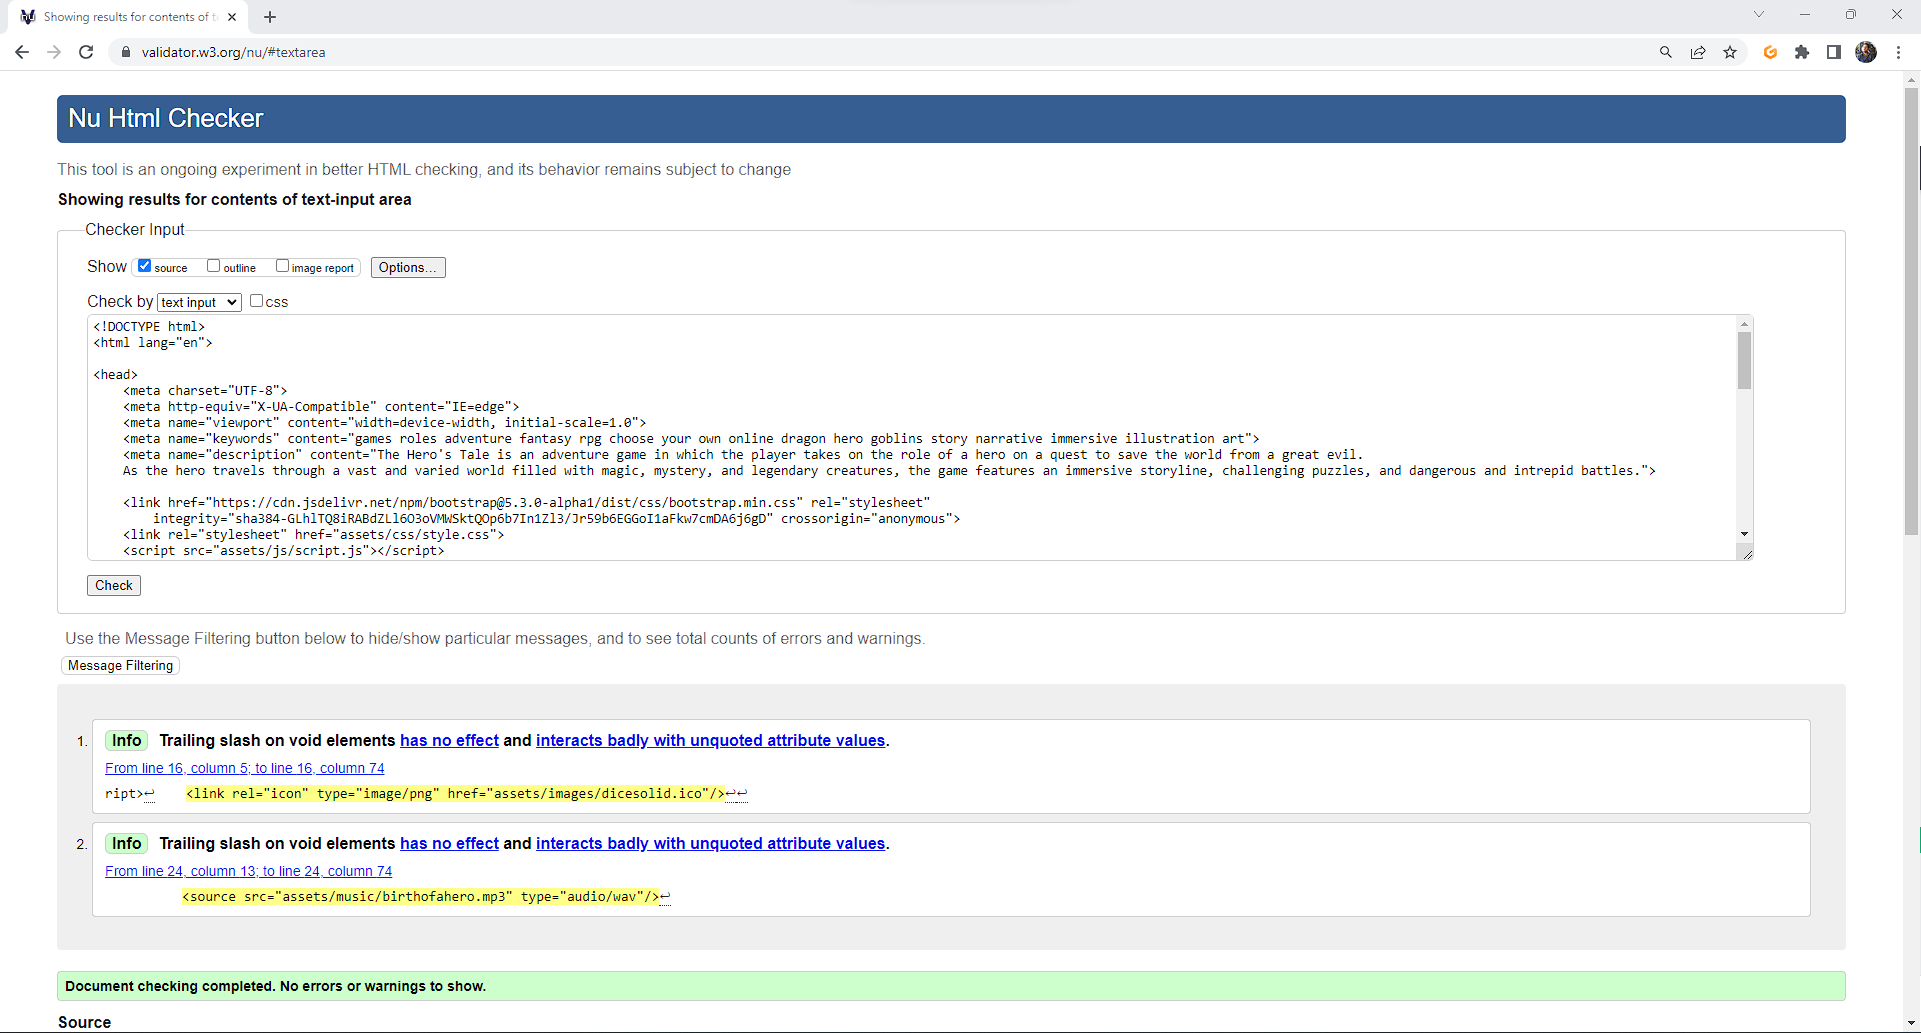 Showing results for contents of t
validator.w3.org/nu/#textarea
Nu Html Checker
This tool is an ongoing experiment in better HTML checking, and its behavior remains subject to change
Showing results for contents of text-input area
Checker Input
Show source outline image report Options...
Check by text input css
<!DOCTYPE html>
<html lang="en">
<head>
<meta charset="UTF-8">
<meta http-equiv="X-UA-Compatible" content="IE=edge">
<meta name="viewport" content="width=device-width, initial-scale=1.0">
<meta name="keywords" content="games roles adventure fantasy rpg choose your own online dragon hero goblins story narrative immersive illustration art">
<meta name="description" content="The Hero's Tale is an adventure game in which the player takes on the role of a hero on a quest to save the world from a great evil.
As the hero travels through a vast and varied world filled with magic, mystery, and legendary creatures, the game features an immersive storyline, challenging puzzles, and dangerous and intrepid battles.">
<link href="https://cdn.jsdelivr.net/npm/bootstrap@5.3.0-alpha1/dist/css/bootstrap.min.css" rel="stylesheet"
integrity="sha384-GLhlTQ8iRABdZLl6O3oVMWSktQOp6b7In1Zl3/Jr59b6EGGoI1aFkw7cmDA6j6gD" crossorigin="anonymous">
<link rel="stylesheet" href="assets/css/style.css">
<script src="assets/js/script.js"></script>
Check
Use the Message Filtering button below to hide/show particular messages, and to see total counts of errors and warnings.
Message Filtering
1. Info Trailing slash on void elements has no effect and interacts badly with unquoted attribute values.
From line 16, column 5; to line 16, column 74
ript>↩ <link rel="icon" type="image/png" href="assets/images/dicesolid.ico"/>↩↩
2. Info Trailing slash on void elements has no effect and interacts badly with unquoted attribute values.
From line 24, column 13; to line 24, column 74
<source src="assets/music/birthofahero.mp3" type="audio/wav"/>↩
Document checking completed. No errors or warnings to show.
Source